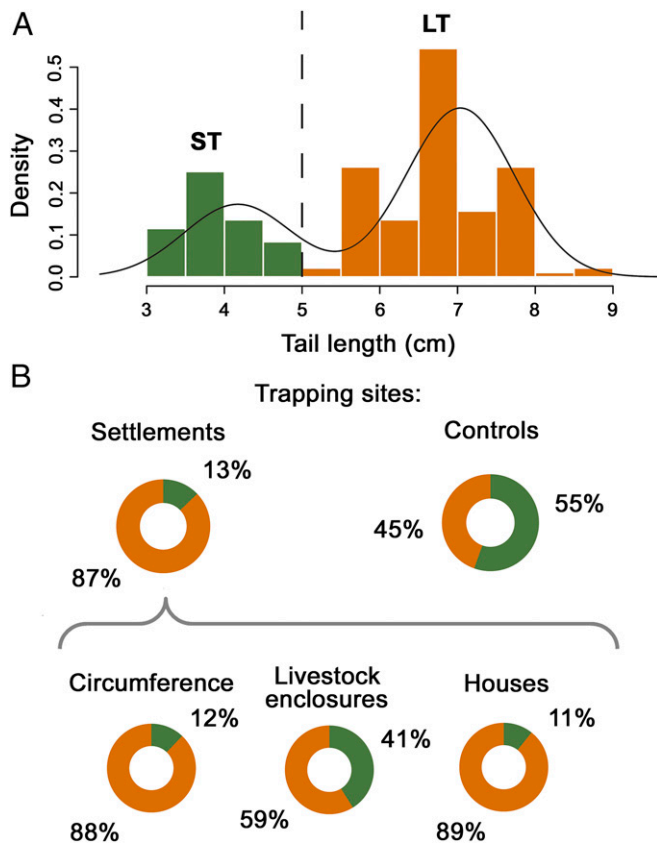 A
LT
ST
Density
0.0 0.1 0.2 0.3 0.4 0.5
3 4 5 6 7 8 9
Tail length (cm)
B
Trapping sites:
Settlements
Controls
13%
87%
55%
45%
Circumference
Livestock
enclosures
Houses
12%
88%
41%
59%
11%
89%